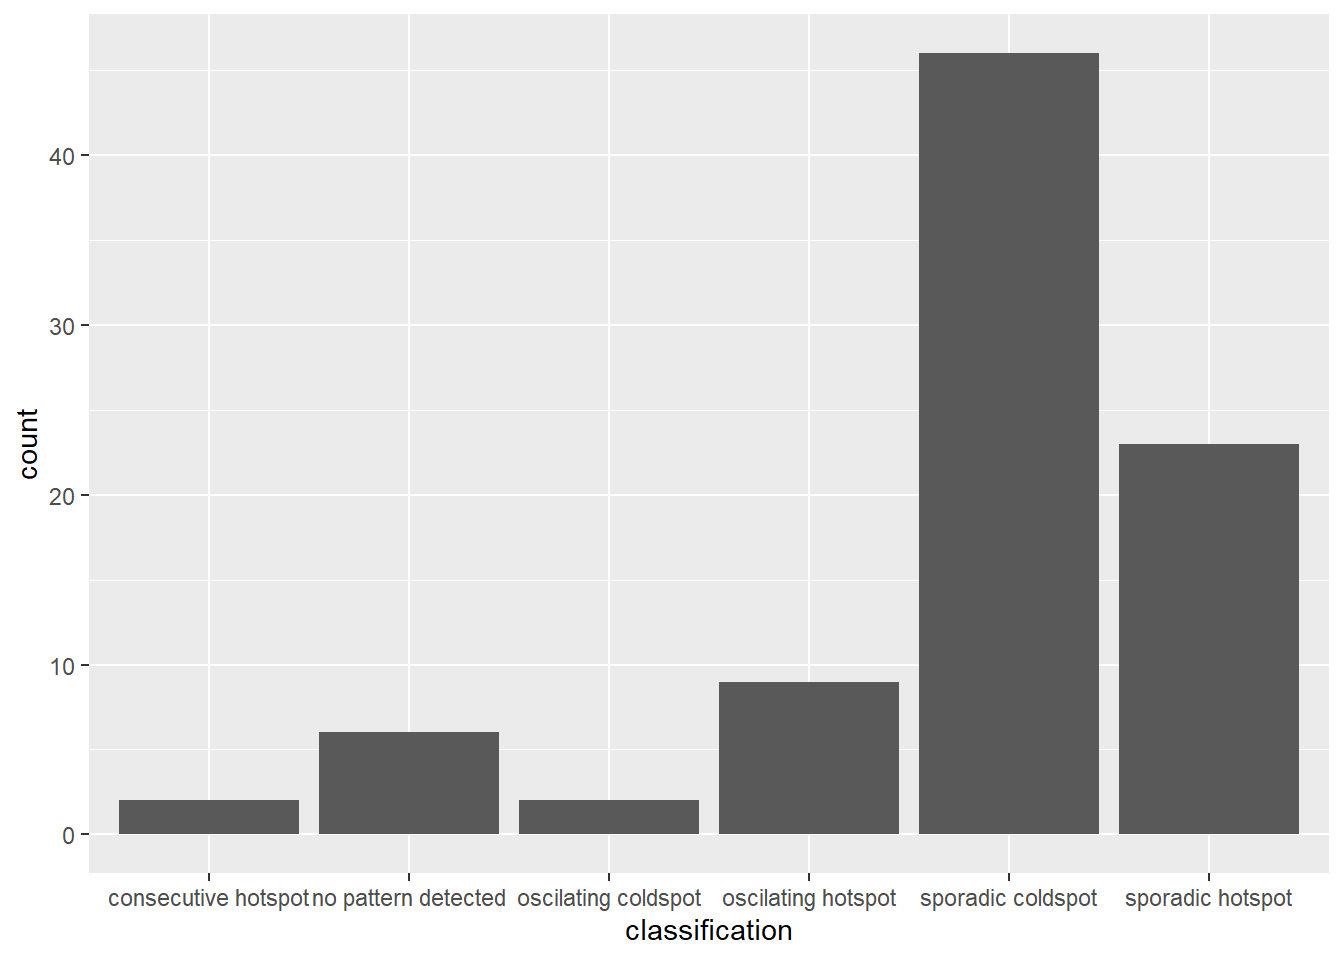 count
40
30
20
10
0
consecutive hotspot no pattern detected oscilating coldspot oscilating hotspot sporadic coldspot sporadic hotspot
classification